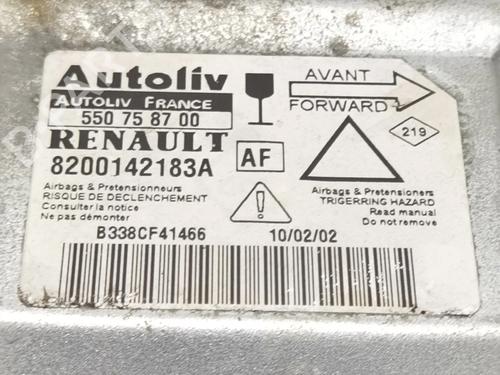 Autoliv
AUTOLIV FRANCE
550 75 87 00
RENAULT
8200142183A
AF
AVANT
FORWARD
219
Airbags & Pretensionneurs
RISQUE DE DECLENCHEMENT
Consulter la notice
Ne pas démonter
Airbags & Pretensioners
TRIGERRING HAZARD
Read manual
Do not remove
B338CF41466
10/02/02